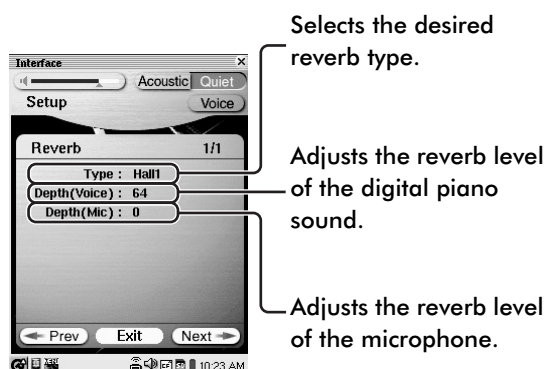 Selects the desired
reverb type.
Interface ×
Acoustic Quiet
Setup Voice
Reverb 1/1
Type : Hall1
Depth(Voice) : 64
Depth(Mic) : 0
Adjusts the reverb level
of the digital piano
sound.
Adjusts the reverb level
of the microphone.
Prev Exit Next
10:23 AM